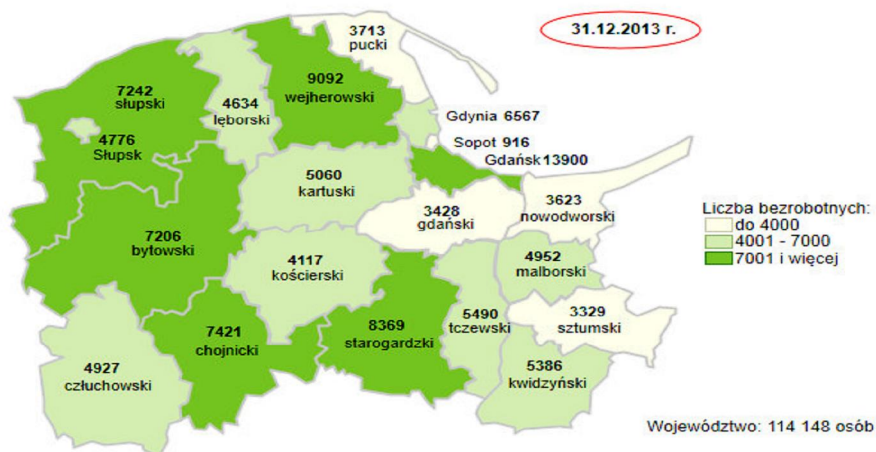 31.12.2013 r.
3713
pucki
7242
słupski
9092
wejherowski
4634
lęborski
Gdynia 6567
4776
Słupsk
Sopot 916
Gdańsk 13900
5060
kartuski
3623
nowodworski
3428
gdański
Liczba bezrobotnych:
do 4000
4001 - 7000
7001 i więcej
7206
bytowski
4117
kościerski
4952
malborski
5490
tczewski
3329
sztumski
7421
chojnicki
8369
starogardzki
4927
człuchowski
5386
kwidzyński
Województwo: 114 148 osób